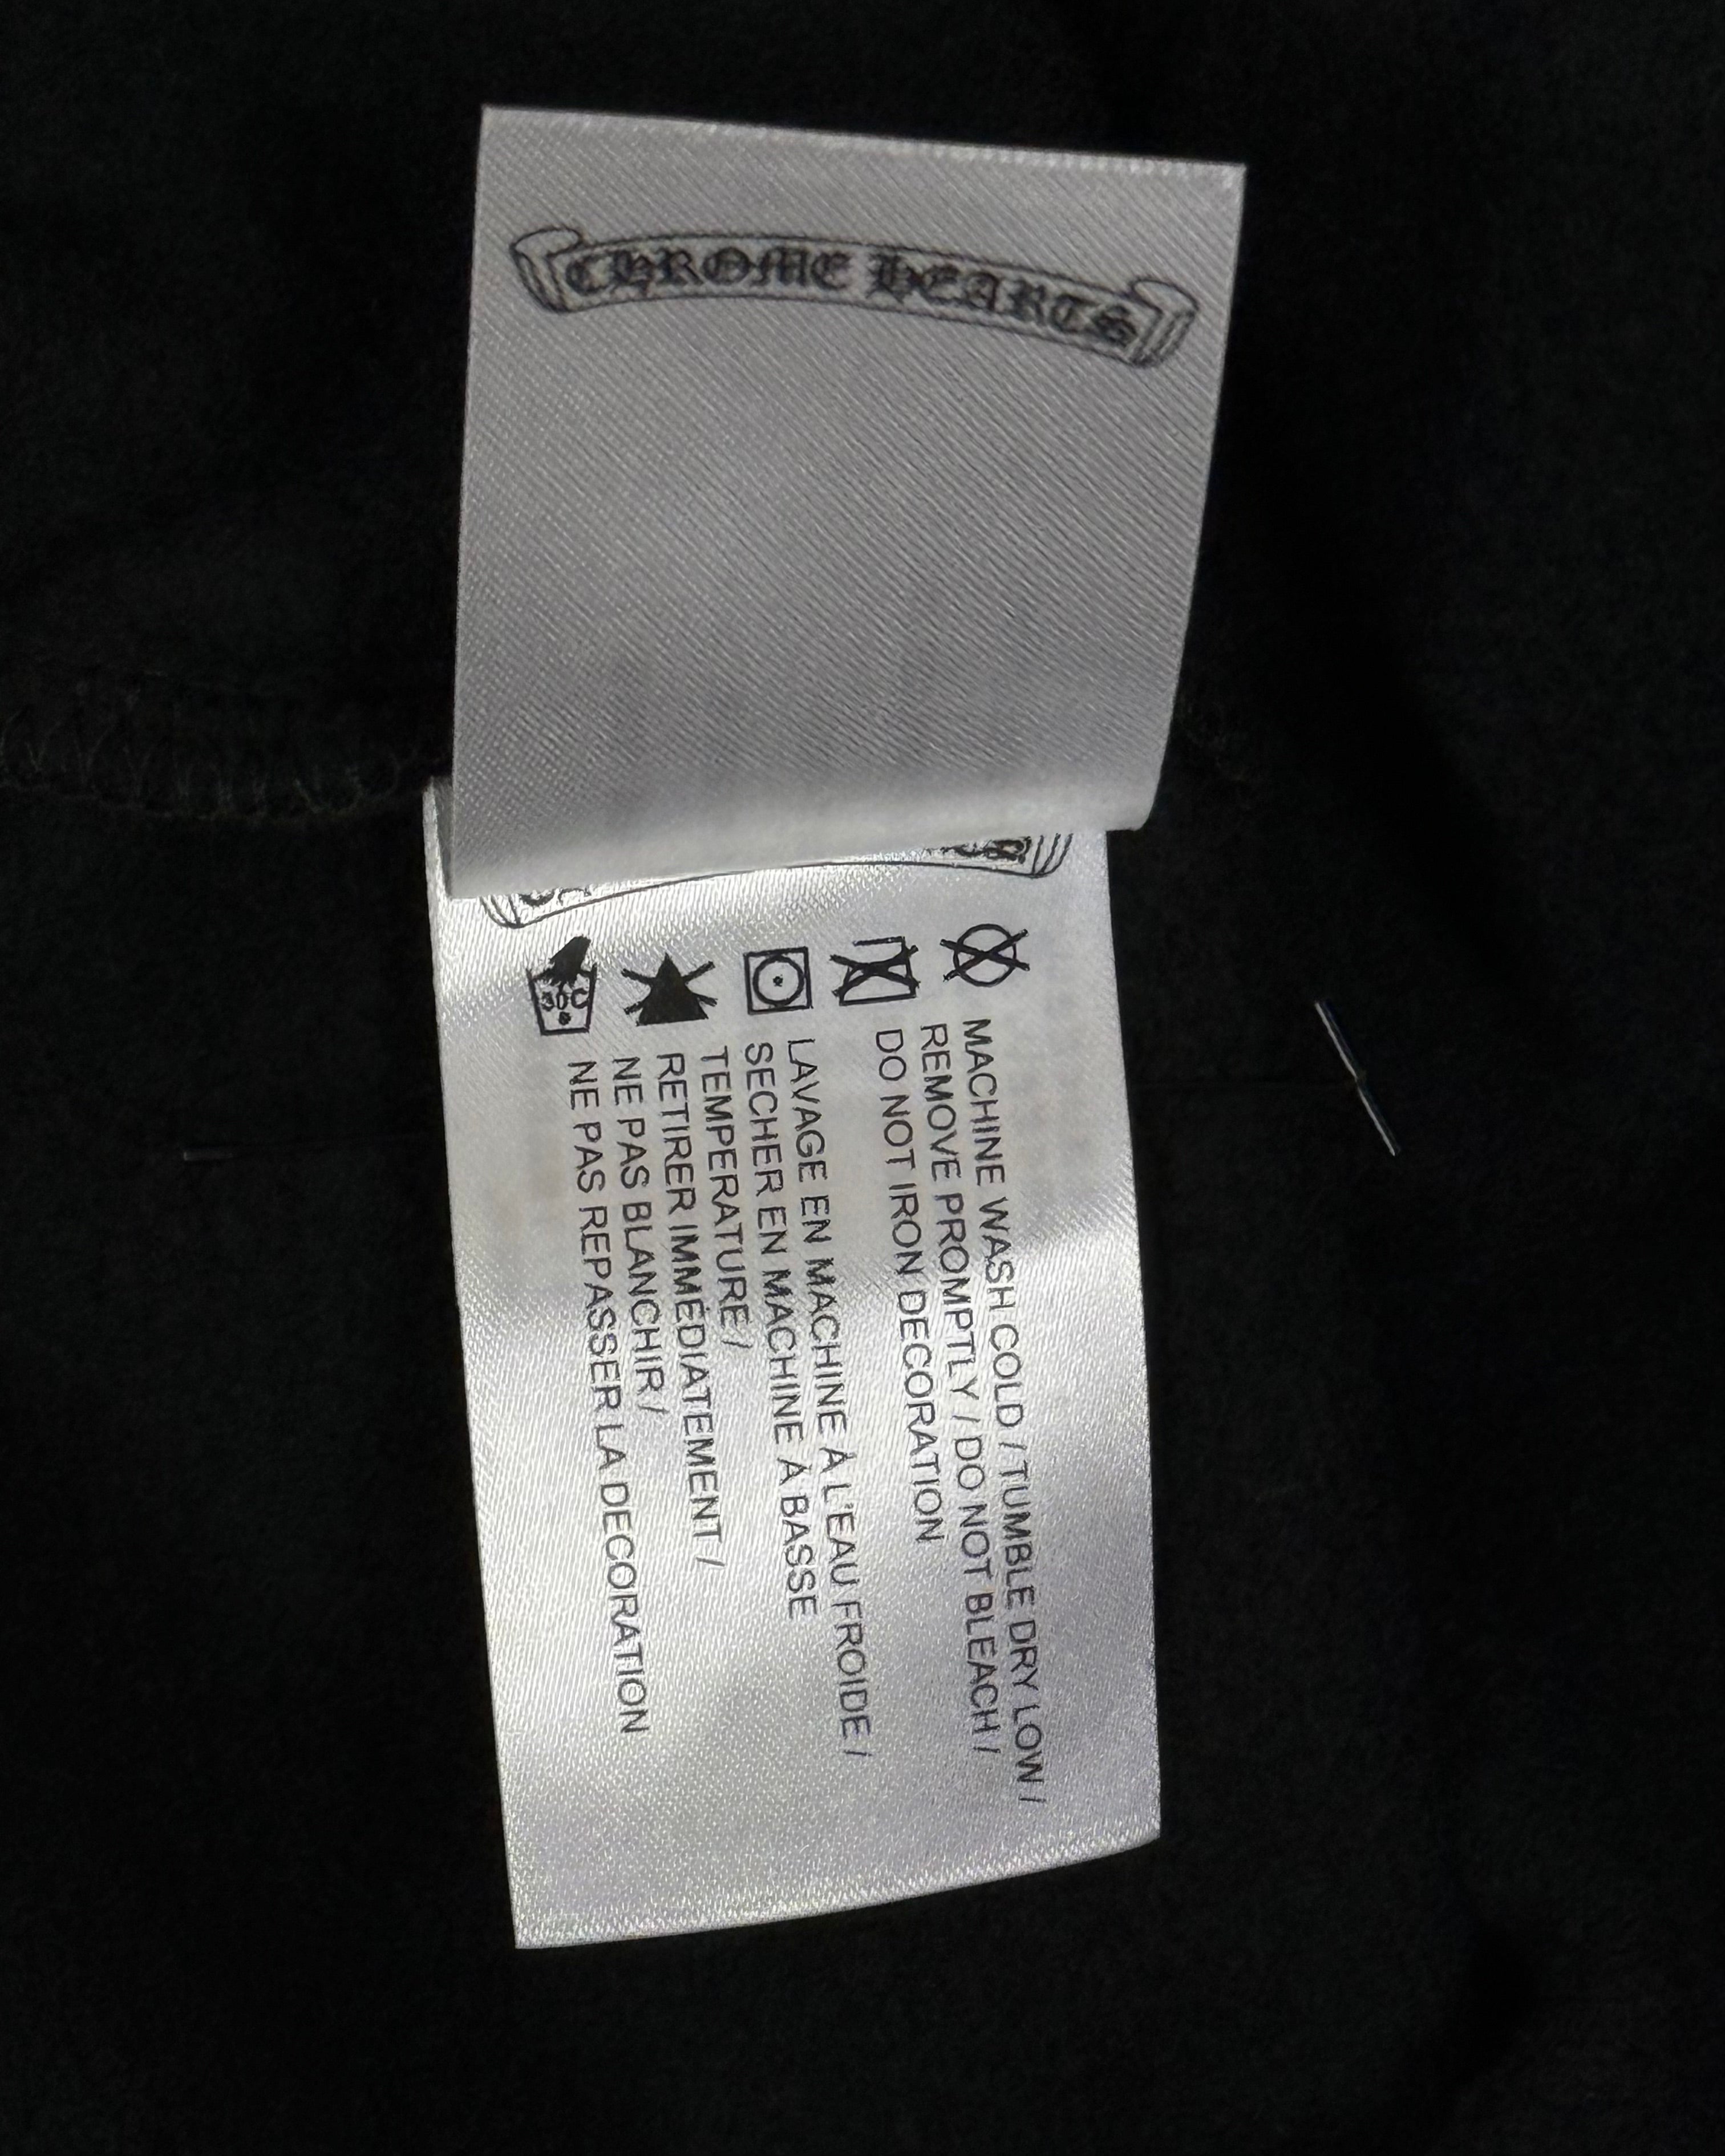 CHROME HEARTS
30C
MACHINE WASH COLD / TUMBLE DRY LOW /
REMOVE PROMPTLY / DO NOT BLEACH /
DO NOT IRON DECORATION
LAVAGE EN MACHINE À L'EAU FROIDE /
SECHER EN MACHINE À BASSE
TEMPERATURE /
RETIRER IMMÉDIATEMENT /
NE PAS BLANCHIR /
NE PAS REPASSER LA DECORATION